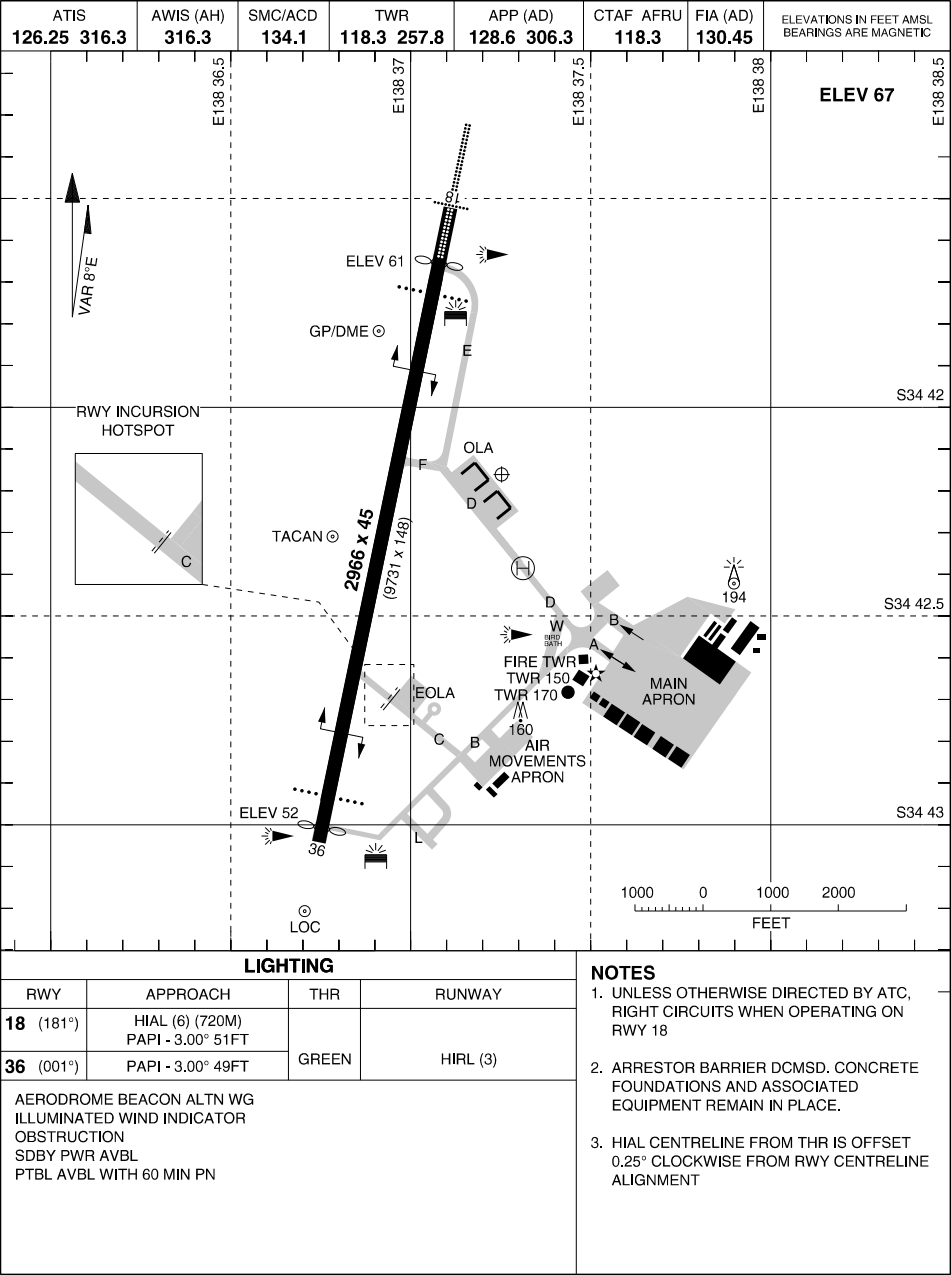 ATIS
126.25 316.3
AWIS (AH)
316.3
SMC/ACD
134.1
TWR
118.3 257.8
APP (AD)
128.6 306.3
CTAF AFRU
118.3
FIA (AD)
130.45
ELEVATIONS IN FEET AMSL
BEARINGS ARE MAGNETIC
E138 36.5
E138 37
E138 37.5
E138 38
E138 38.5
ELEV 67
VAR 8°E
18
ELEV 61
GP/DME
E
S34 42
RWY INCURSION
HOTSPOT
C
F
OLA
D
2966 x 45
(9731 x 148)
TACAN
H
194
S34 42.5
D
W
BIRD
BATH
B
A
FIRE TWR
TWR 150
TWR 170
MAIN
APRON
EOLA
160
C
B
AIR
MOVEMENTS
APRON
ELEV 52
S34 43
36
L
LOC
1000 0 1000 2000
FEET
LIGHTING
RWY APPROACH THR RUNWAY
18 (181°)
HIAL (6) (720M)
PAPI - 3.00° 51FT
36 (001°)
PAPI - 3.00° 49FT
GREEN
HIRL (3)
AERODROME BEACON ALTN WG
ILLUMINATED WIND INDICATOR
OBSTRUCTION
SDBY PWR AVBL
PTBL AVBL WITH 60 MIN PN
NOTES
1. UNLESS OTHERWISE DIRECTED BY ATC,
RIGHT CIRCUITS WHEN OPERATING ON
RWY 18
2. ARRESTOR BARRIER DCMSD. CONCRETE
FOUNDATIONS AND ASSOCIATED
EQUIPMENT REMAIN IN PLACE.
3. HIAL CENTRELINE FROM THR IS OFFSET
0.25° CLOCKWISE FROM RWY CENTRELINE
ALIGNMENT